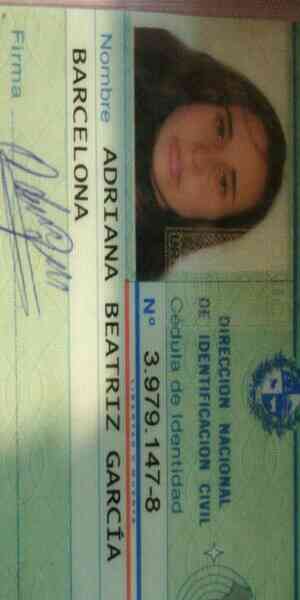 DIRECCION NACIONAL
DE IDENTIFICACION CIVIL
Cédula de Identidad
Nº 3.979.147-8
Nombre ADRIANA BEATRIZ GARCÍA
BARCELONA
Firma